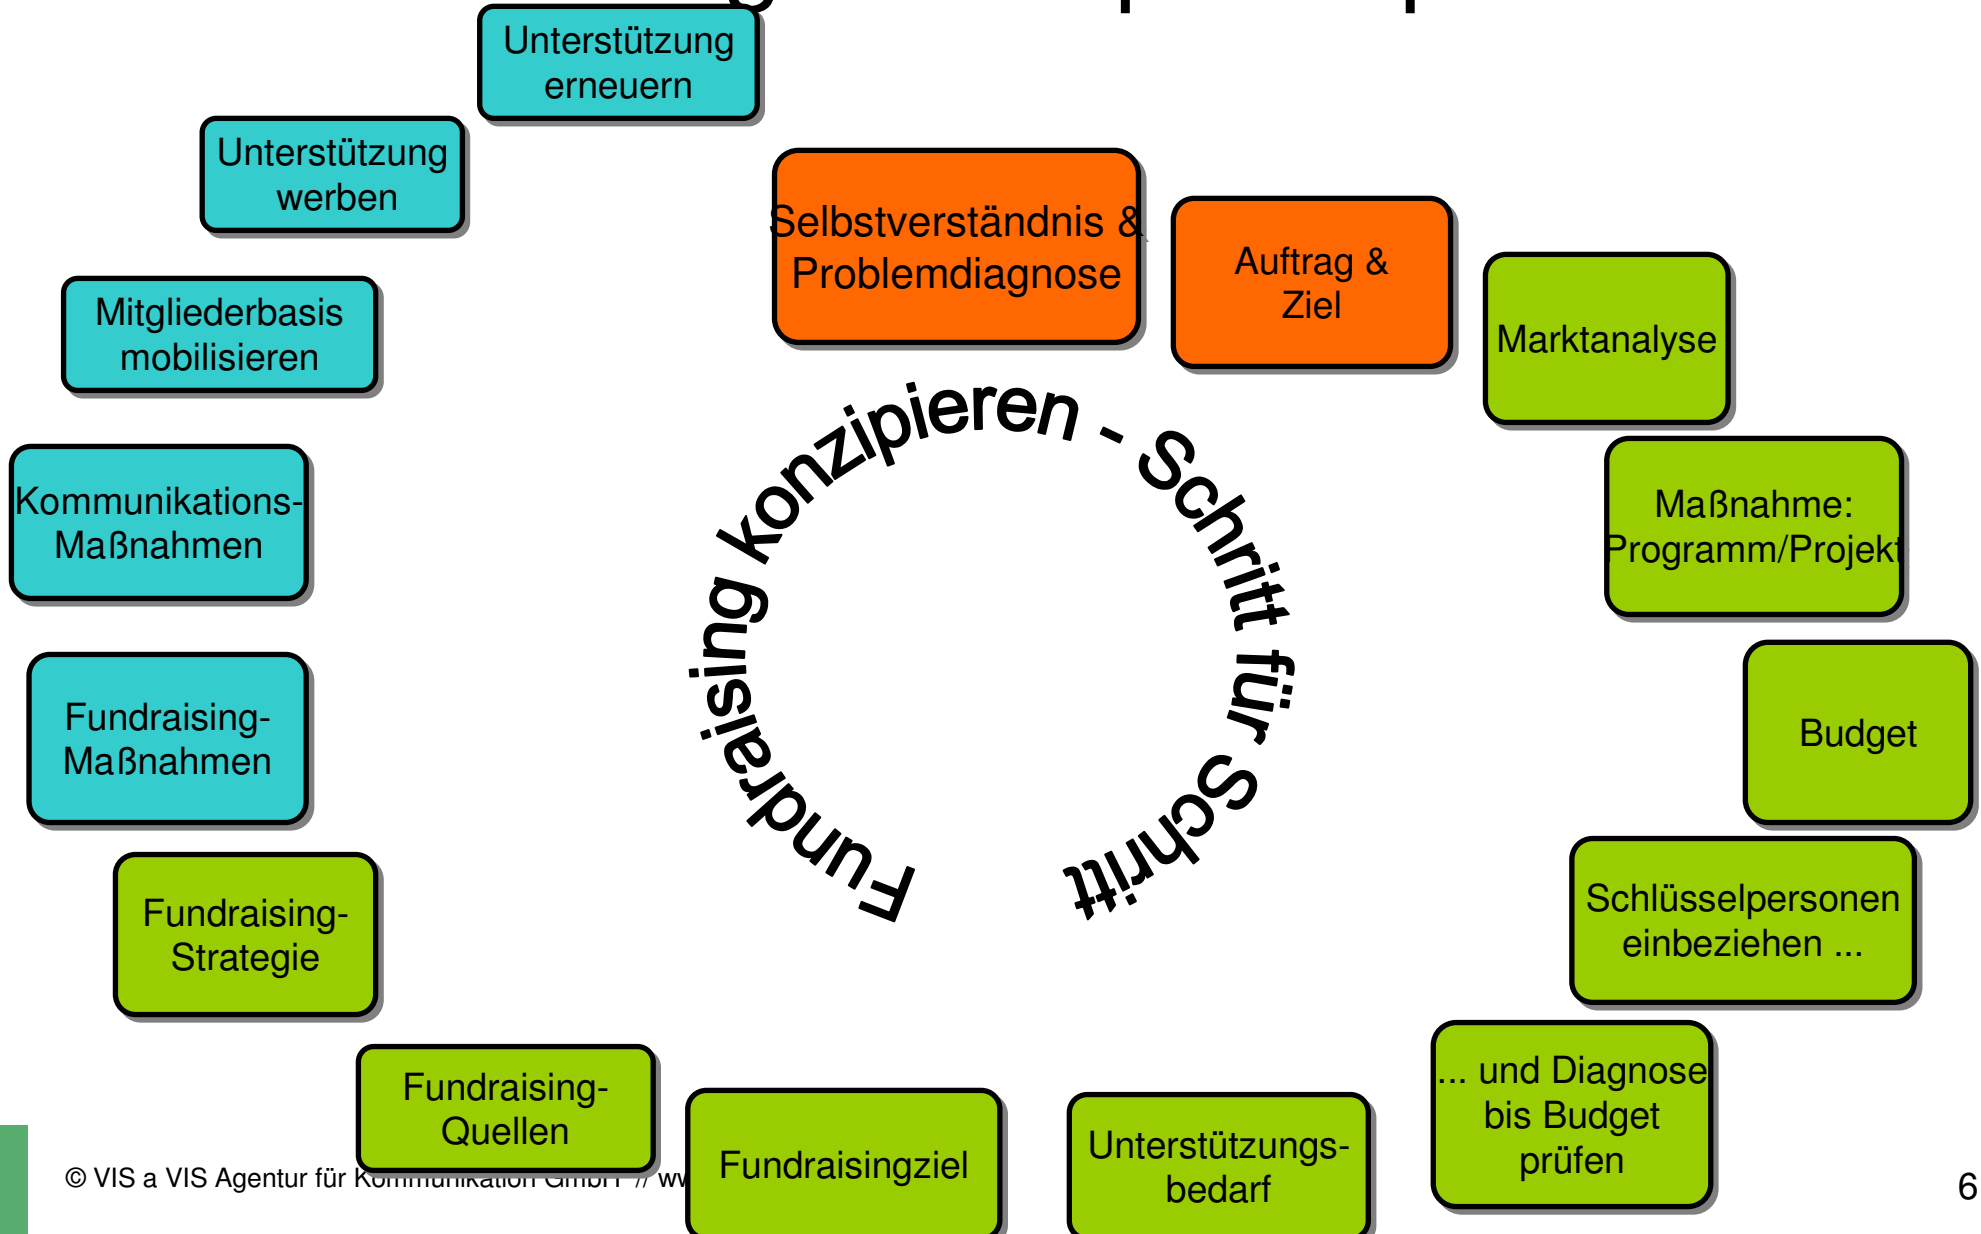 Unterstützung
erneuern
Unterstützung
werben
Mitgliederbasis
mobilisieren
Kommunikations-
Maßnahmen
Fundraising-
Maßnahmen
Fundraising-
Strategie
Fundraising-
Quellen
Fundraisingziel
Unterstützungs-
bedarf
... und Diagnose
bis Budget
prüfen
Schlüsselpersonen
einbeziehen ...
Budget
Maßnahme:
Programm/Projekt
Marktanalyse
Auftrag &
Ziel
Selbstverständnis &
Problemdiagnose
Fundraising konzipieren - Schritt für Schritt
© VIS a VIS Agentur für Kommunikation GmbH //
6